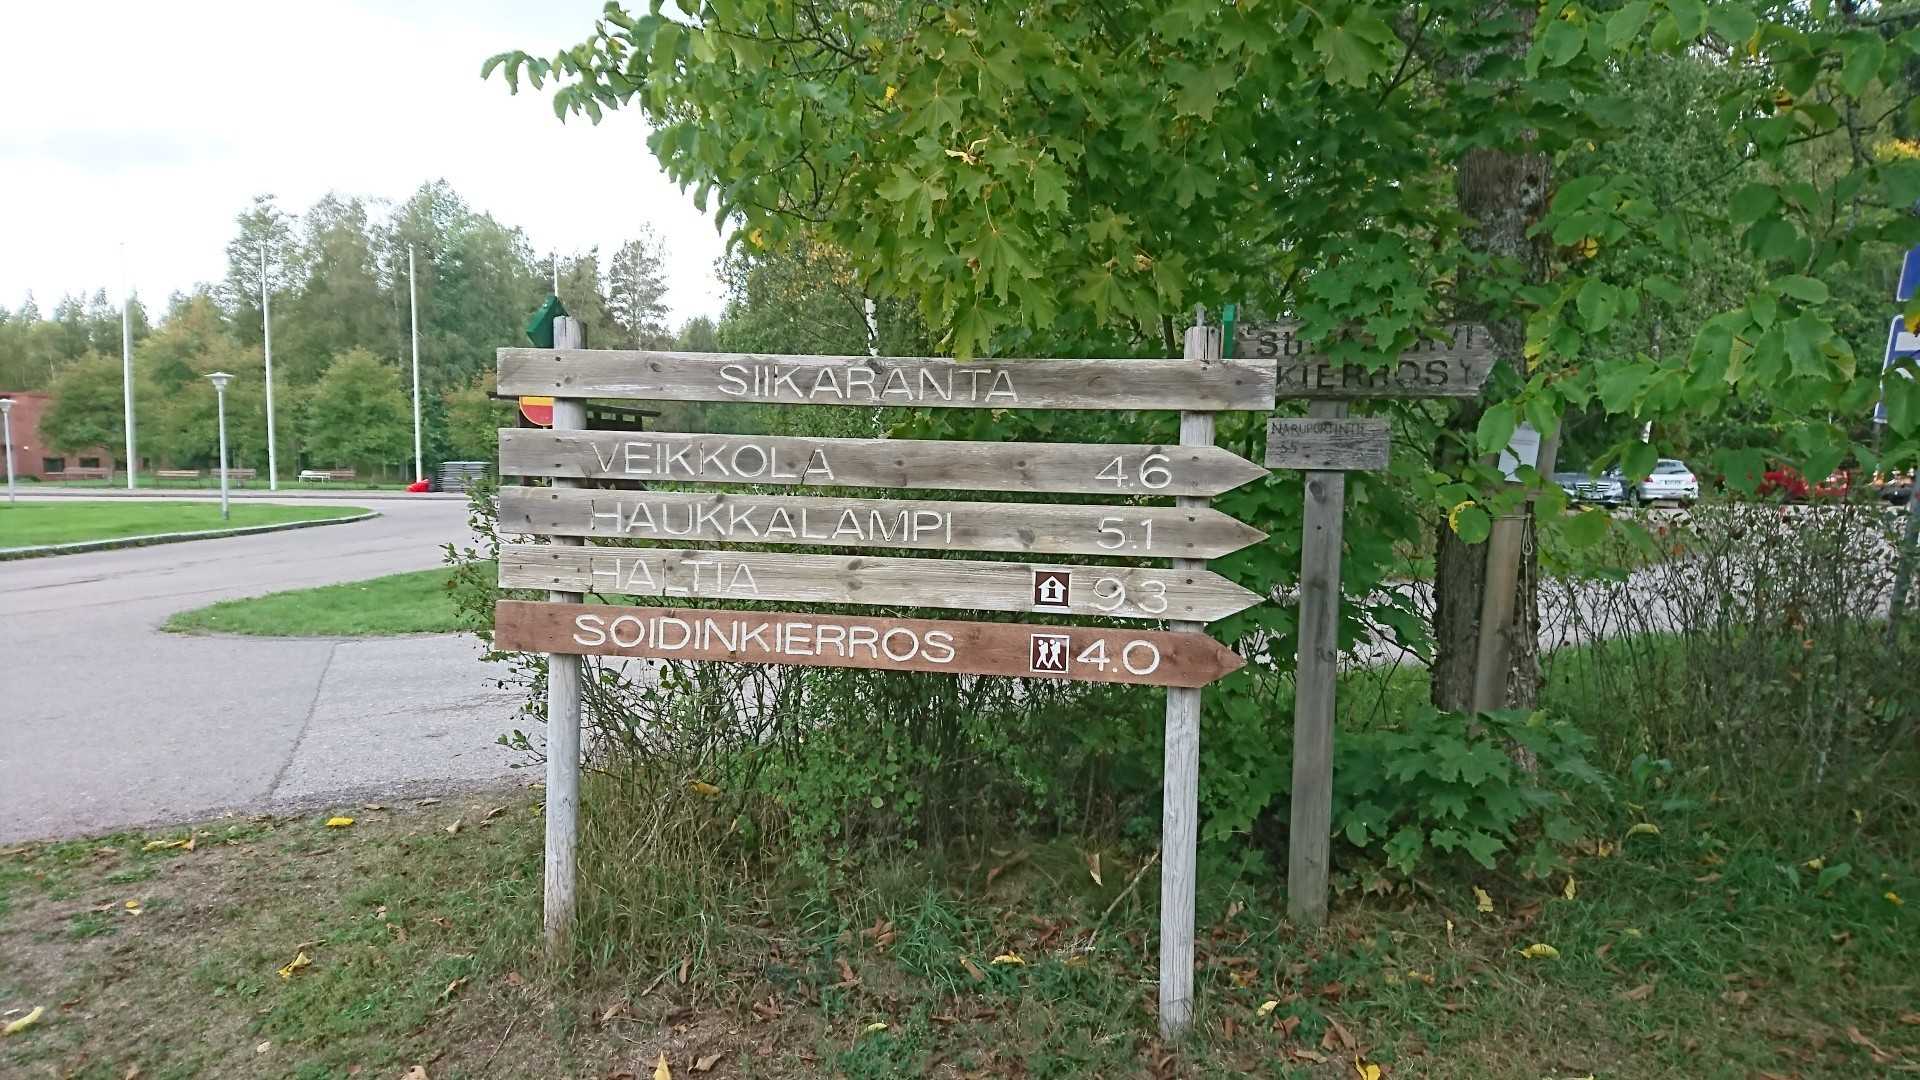 SIIKARANTA
VEIKKOLA 4.6
HAUKKALAMPI 5.1
HALTIA 9.3
SOIDINKIERROS 4.0
KIERROS